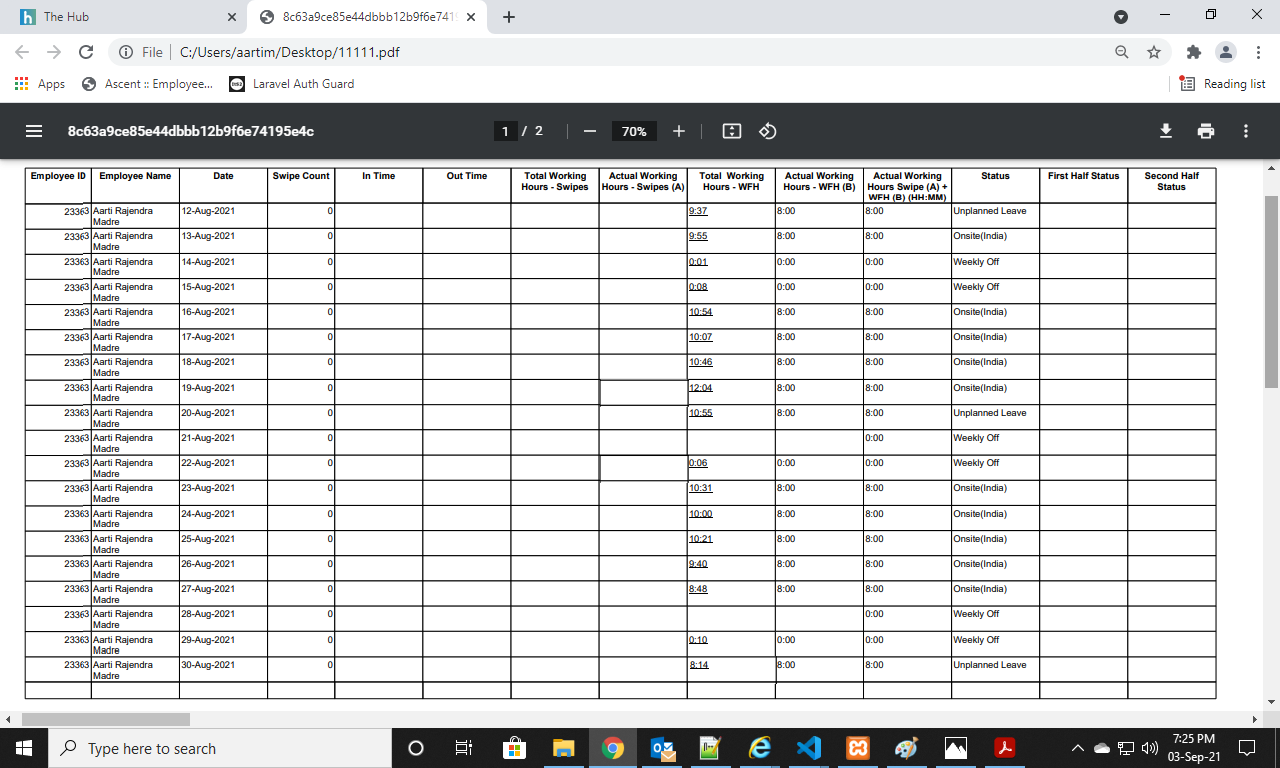 The Hub
8c63a9ce85e44dbbb12b9f6e741
File | C:/Users/aartim/Desktop/11111.pdf
Apps Ascent :: Employee... Laravel Auth Guard Reading list
8c63a9ce85e44dbbb12b9f6e74195e4c 1 / 2 70%
Employee ID Employee Name Date Swipe Count In Time Out Time Total Working Hours - Swipes Actual Working Hours - Swipes (A) Total Working Hours - WFH Actual Working Hours - WFH (B) Actual Working Hours Swipe (A) + WFH (B) (HH:MM) Status First Half Status Second Half Status
23363 Aarti Rajendra Madre 12-Aug-2021 0 9:37 8:00 8:00 Unplanned Leave
23363 Aarti Rajendra Madre 13-Aug-2021 0 9:55 8:00 8:00 Onsite(India)
23363 Aarti Rajendra Madre 14-Aug-2021 0 0:01 0:00 0:00 Weekly Off
23363 Aarti Rajendra Madre 15-Aug-2021 0 0:08 0:00 0:00 Weekly Off
23363 Aarti Rajendra Madre 16-Aug-2021 0 10:54 8:00 8:00 Onsite(India)
23363 Aarti Rajendra Madre 17-Aug-2021 0 10:07 8:00 8:00 Onsite(India)
23363 Aarti Rajendra Madre 18-Aug-2021 0 10:46 8:00 8:00 Onsite(India)
23363 Aarti Rajendra Madre 19-Aug-2021 0 12:04 8:00 8:00 Onsite(India)
23363 Aarti Rajendra Madre 20-Aug-2021 0 10:55 8:00 8:00 Unplanned Leave
23363 Aarti Rajendra Madre 21-Aug-2021 0 0:00 Weekly Off
23363 Aarti Rajendra Madre 22-Aug-2021 0 0:06 0:00 0:00 Weekly Off
23363 Aarti Rajendra Madre 23-Aug-2021 0 10:31 8:00 8:00 Onsite(India)
23363 Aarti Rajendra Madre 24-Aug-2021 0 10:00 8:00 8:00 Onsite(India)
23363 Aarti Rajendra Madre 25-Aug-2021 0 10:21 8:00 8:00 Onsite(India)
23363 Aarti Rajendra Madre 26-Aug-2021 0 9:40 8:00 8:00 Onsite(India)
23363 Aarti Rajendra Madre 27-Aug-2021 0 8:48 8:00 8:00 Onsite(India)
23363 Aarti Rajendra Madre 28-Aug-2021 0 0:00 Weekly Off
23363 Aarti Rajendra Madre 29-Aug-2021 0 0:10 0:00 0:00 Weekly Off
23363 Aarti Rajendra Madre 30-Aug-2021 0 8:14 8:00 8:00 Unplanned Leave
Type here to search
7:25 PM
03-Sep-21